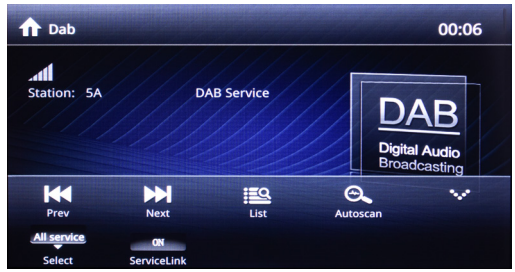 Dab
00:06
Station: 5A
DAB Service
DAB
Digital Audio
Broadcasting
Prev
Next
List
Autoscan
All service
ON
Select
ServiceLink